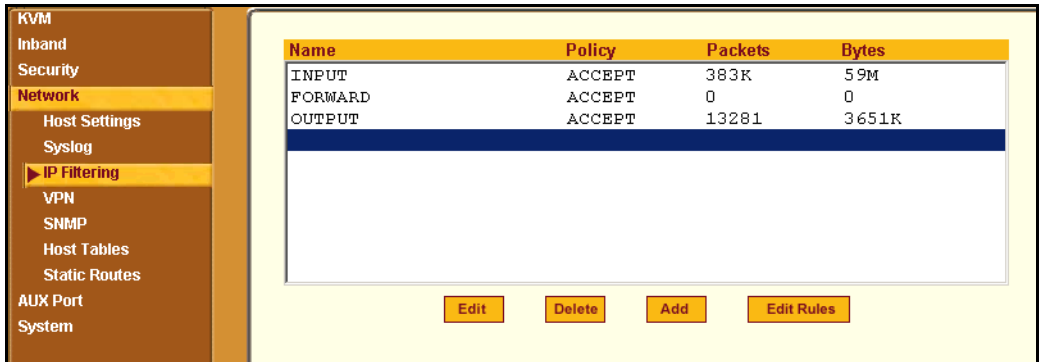 KVM
Inband
Security
Network
Host Settings
Syslog
IP Filtering
VPN
SNMP
Host Tables
Static Routes
AUX Port
System
Name Policy Packets Bytes
INPUT ACCEPT 383K 59M
FORWARD ACCEPT 0 0
OUTPUT ACCEPT 13281 3651K
Edit Delete Add Edit Rules